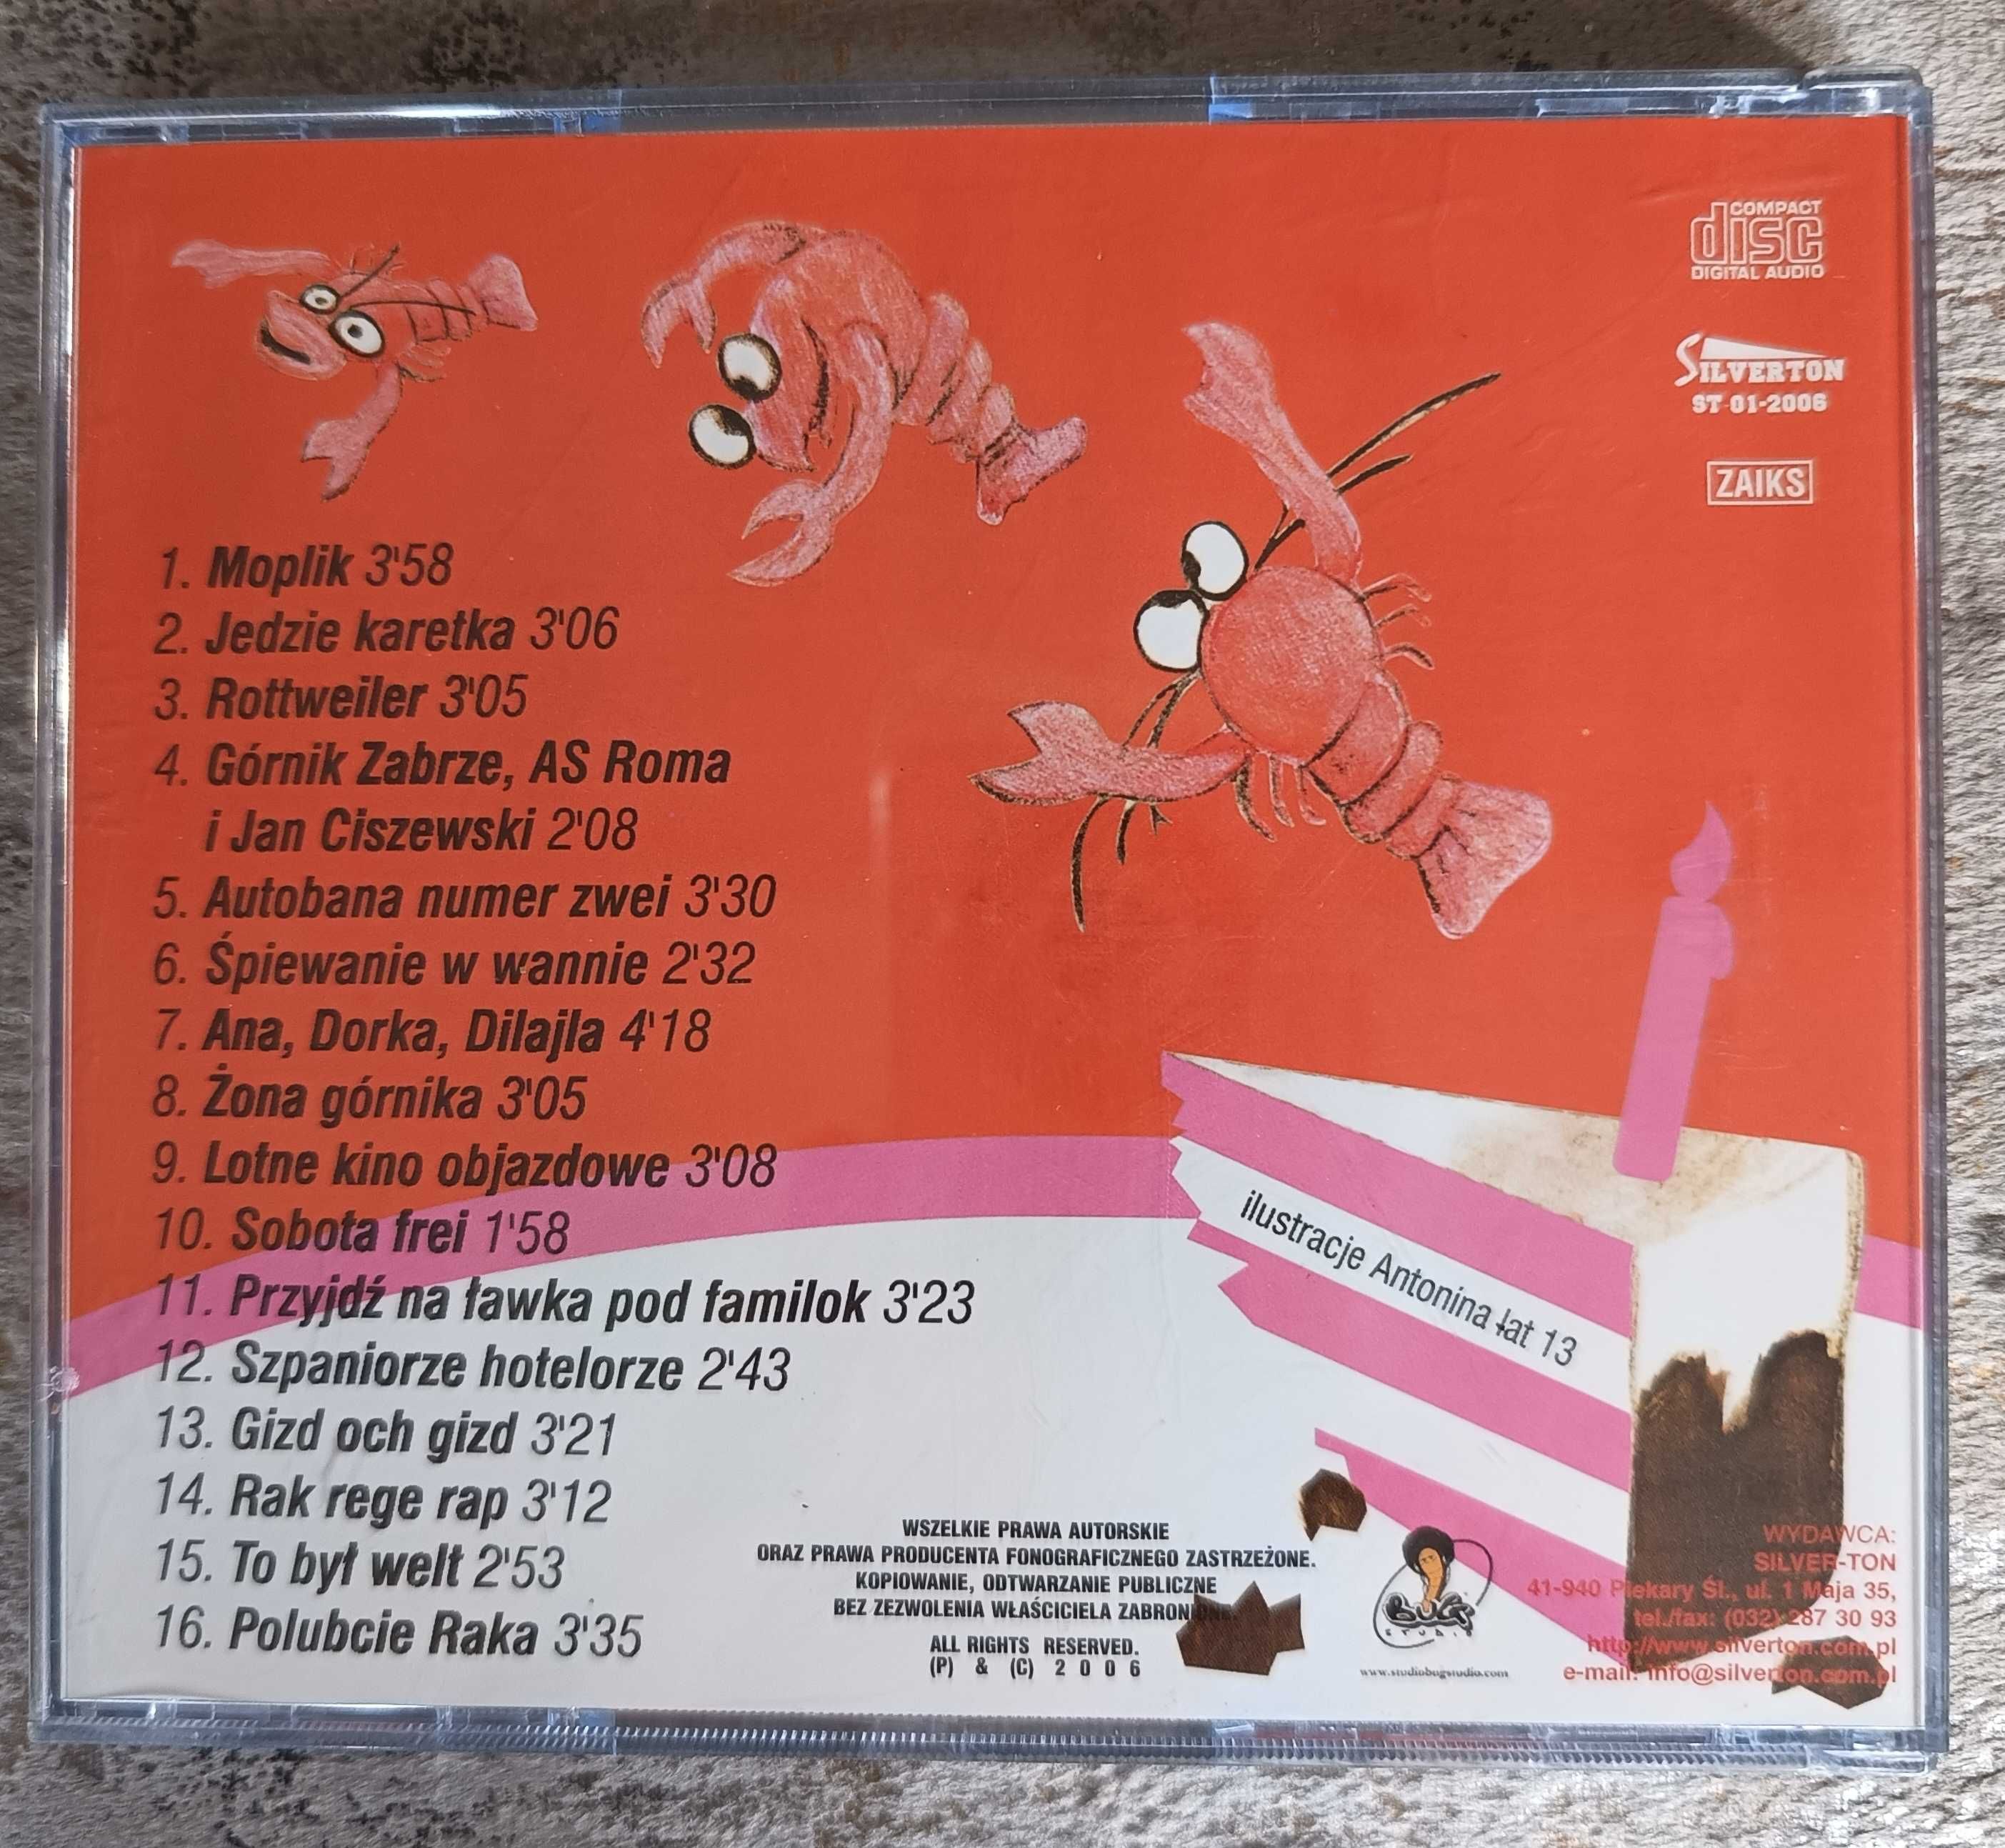 COMPACT
disc
DIGITAL AUDIO
SILVERTON
ST 01-2006
ZAIKS
1. Moplik 3'58
2. Jedzie karetka 3'06
3. Rottweiler 3'05
4. Górnik Zabrze, AS Roma
i Jan Ciszewski 2'08
5. Autobana numer zwei 3'30
6. Śpiewanie w wannie 2'32
7. Ana, Dorka, Dilajla 4'18
8. Żona górnika 3'05
9. Lotne kino objazdowe 3'08
10. Sobota frei 1'58
11. Przyjdź na ławka pod familok 3'23
12. Szpaniorze hotelorze 2'43
13. Gizd och gizd 3'21
14. Rak rege rap 3'12
15. To był welt 2'53
16. Polubcie Raka 3'35
ilustracje Antonina łat 13
WSZELKIE PRAWA AUTORSKIE
ORAZ PRAWA PRODUCENTA FONOGRAFICZNEGO ZASTRZEŻONE.
KOPIOWANIE, ODTWARZANIE PUBLICZNE
BEZ ZEZWOLENIA WŁAŚCICIELA ZABRONIONE.
ALL RIGHTS RESERVED.
(P) & (C) 2006
BUG
STUDIO
www.studiobugstudio.com
WYDAWCA:
SILVER-TON
41-940 Piekary Śl., ul. 1 Maja 35,
tel./fax: (032) 287 30 93
http://www.silverton.com.pl
e-mail: info@silverton.com.pl